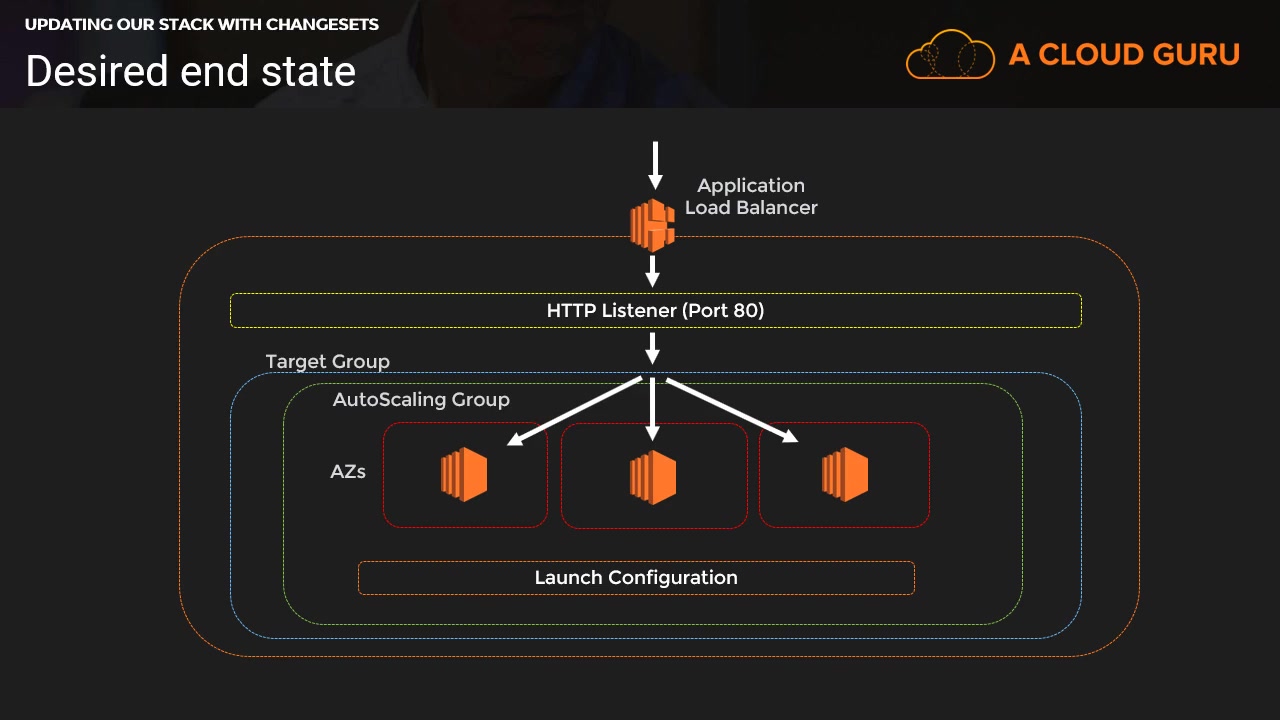 UPDATING OUR STACK WITH CHANGESETS
Desired end state
A CLOUD GURU
Application
Load Balancer
HTTP Listener (Port 80)
Target Group
AutoScaling Group
AZs
Launch Configuration